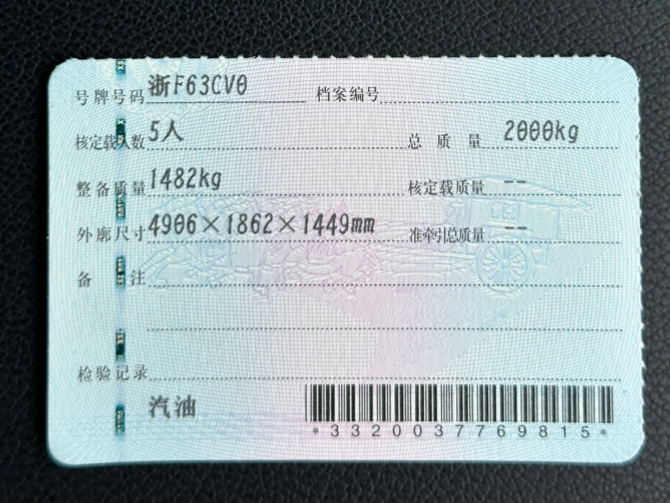 号牌号码 浙F63CV0 档案编号
核定载人数 5人 总质量 2000kg
整备质量 1482kg 核定载质量 --
外廓尺寸 4906×1862×1449mm 准牵引总质量 --
备注
检验记录
汽油
*3320037769815*